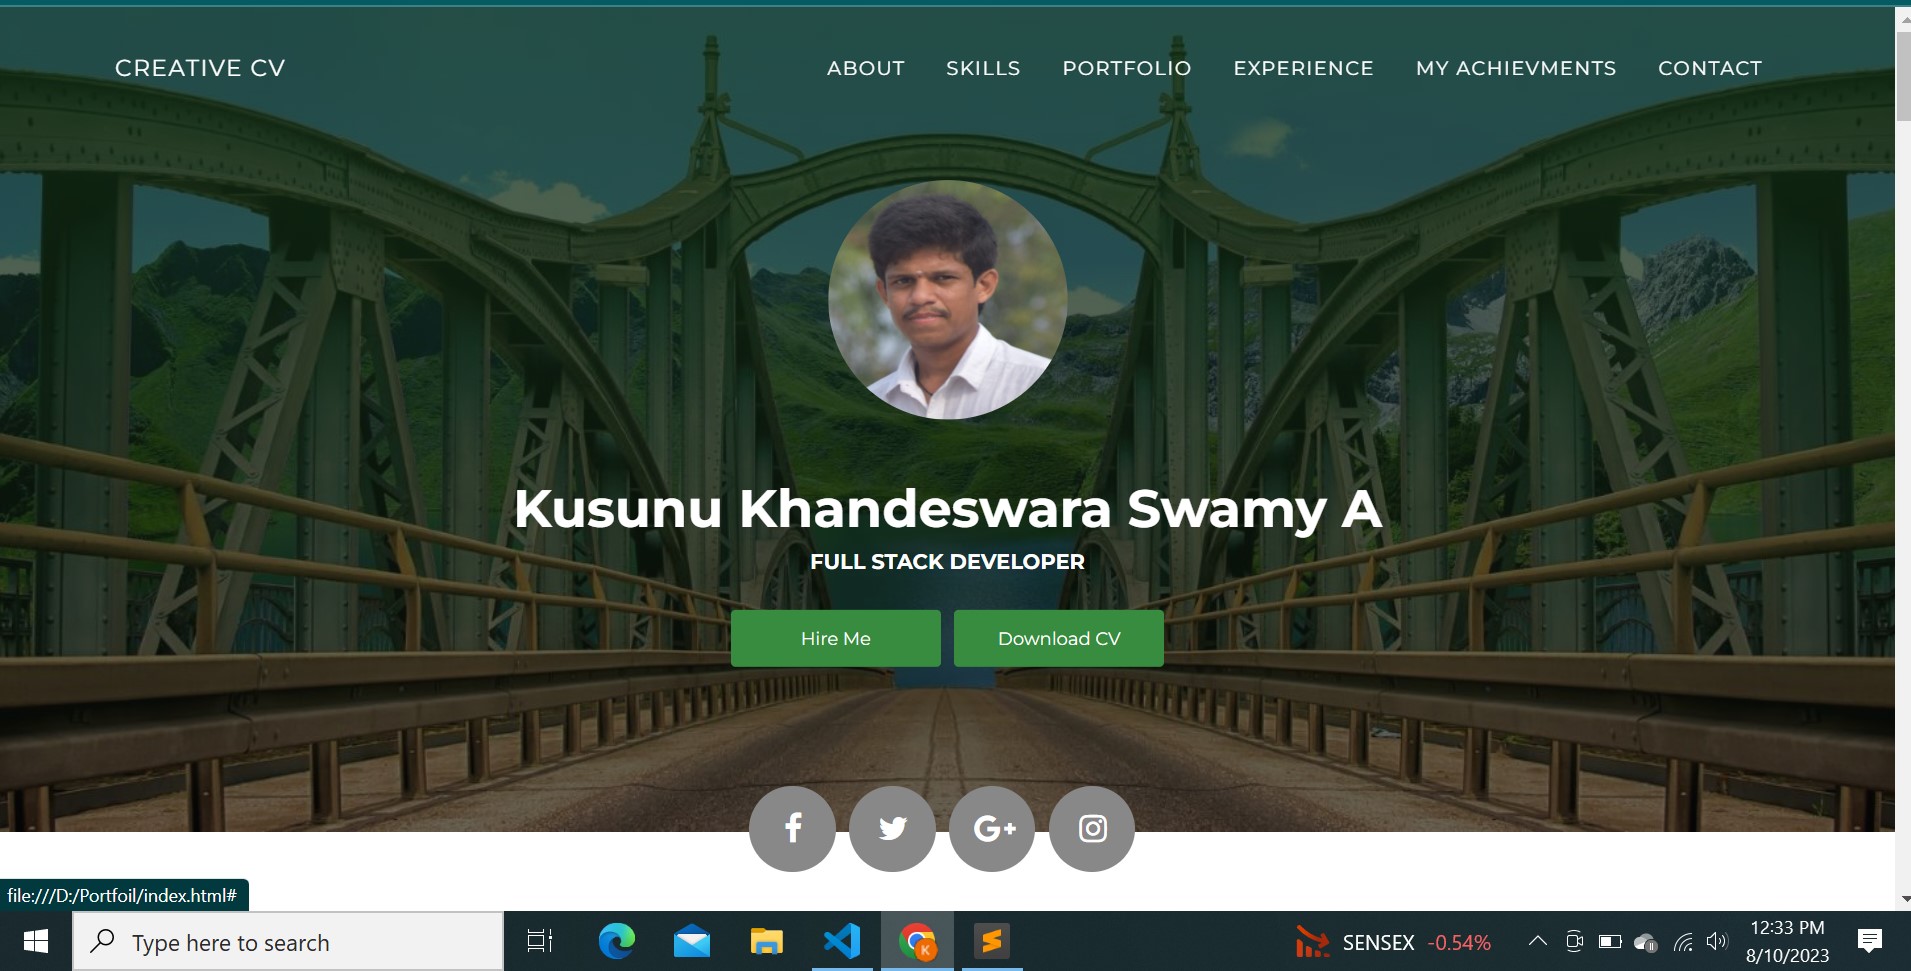 CREATIVE CV
ABOUT SKILLS PORTFOLIO EXPERIENCE MY ACHIEVMENTS CONTACT
Kusunu Khandeswara Swamy A
FULL STACK DEVELOPER
Hire Me Download CV
f G+
file:///D:/Portfoil/index.html#
Type here to search
K
SENSEX -0.54%
12:33 PM
8/10/2023